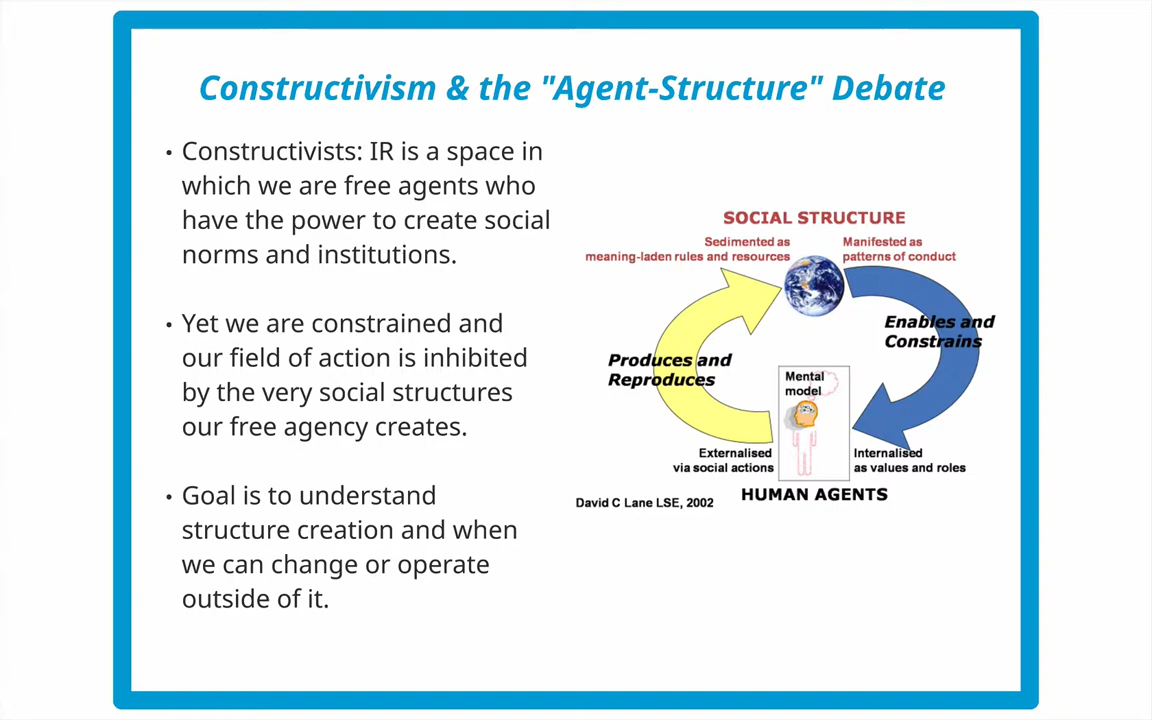 Constructivism & the "Agent-Structure" Debate
• Constructivists: IR is a space in
which we are free agents who
have the power to create social
norms and institutions.
• Yet we are constrained and
our field of action is inhibited
by the very social structures
our free agency creates.
• Goal is to understand
structure creation and when
we can change or operate
outside of it.
SOCIAL STRUCTURE
Sedimented as
meaning-laden rules and resources
Manifested as
patterns of conduct
Enables and
Constrains
Produces and
Reproduces
Mental
model
Externalised
via social actions
Internalised
as values and roles
HUMAN AGENTS
David C Lane LSE, 2002